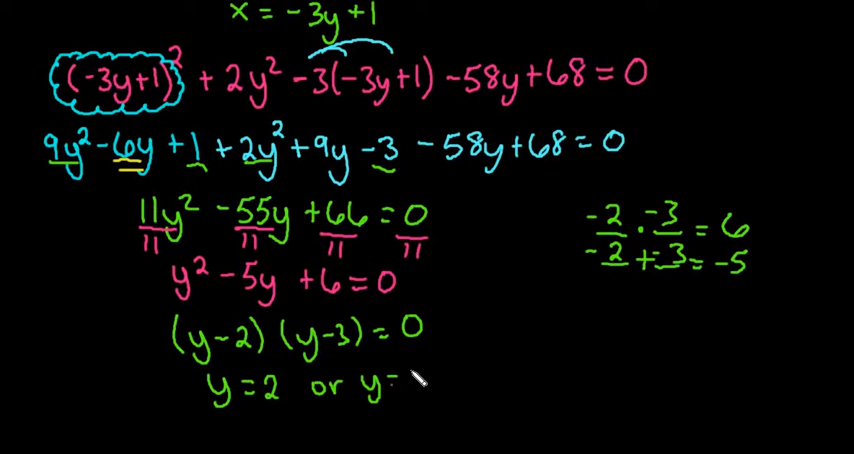 x = -3y + 1
(-3y+1)² + 2y² - 3(-3y+1) - 58y + 68 = 0
9y² - 6y + 1 + 2y² + 9y - 3 - 58y + 68 = 0
11y² - 55y + 66 = 0
11 11 11 11
y² - 5y + 6 = 0
(y-2) (y-3) = 0
y = 2 or y =
-2 · -3 = 6
-2 + -3 = -5